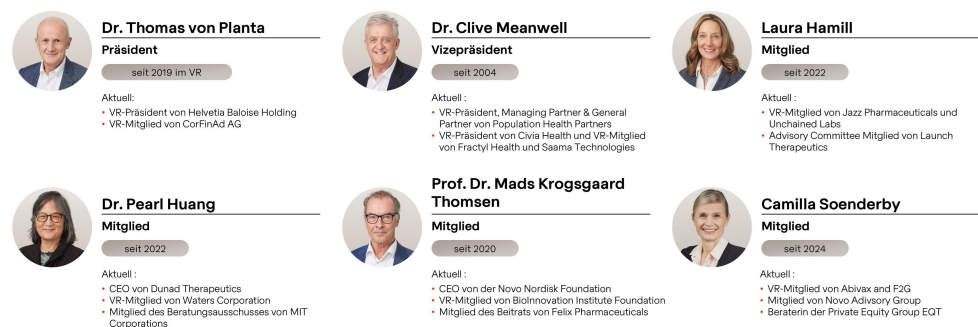 Dr. Thomas von Planta
Präsident
seit 2019 im VR
Aktuell:
• VR-Präsident von Helvetia Baloise Holding
• VR-Mitglied von CorFinAd AG
Dr. Clive Meanwell
Vizepräsident
seit 2004
Aktuell :
• VR-Präsident, Managing Partner & General
Partner von Population Health Partners
• VR-Präsident von Civia Health und VR-Mitglied
von Fractyl Health und Saama Technologies
Laura Hamill
Mitglied
seit 2022
Aktuell :
• VR-Mitglied von Jazz Pharmaceuticals und
Unchained Labs
• Advisory Committee Mitglied von Launch
Therapeutics
Dr. Pearl Huang
Mitglied
seit 2022
Aktuell :
• CEO von Dunad Therapeutics
• VR-Mitglied von Waters Corporation
• Mitglied des Beratungsausschusses von MIT
Corporations
Prof. Dr. Mads Krogsgaard
Thomsen
Mitglied
seit 2020
Aktuell :
• CEO von der Novo Nordisk Foundation
• VR-Mitglied von BioInnovation Institute Foundation
• Mitglied des Beitrats von Felix Pharmaceuticals
Camilla Soenderby
Mitglied
seit 2024
Aktuell :
• VR-Mitglied von Abivax and F2G
• Mitglied von Novo Adivsory Group
• Beraterin der Private Equity Group EQT